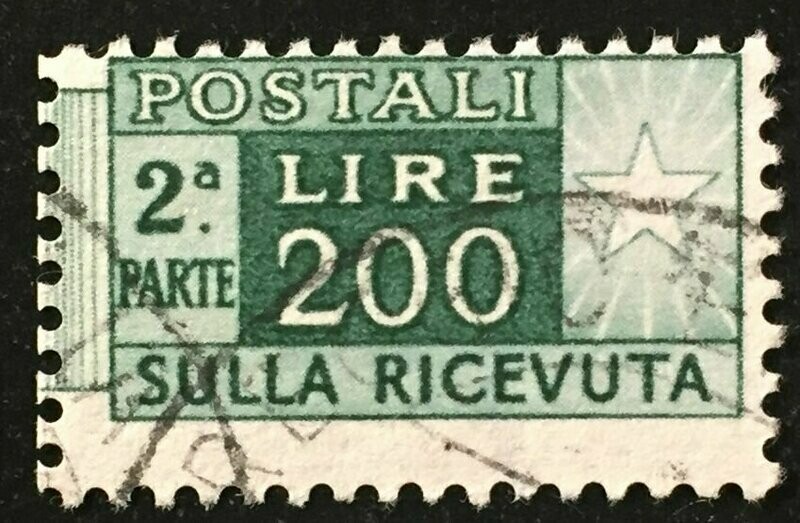 POSTALI
2ª.
PARTE
LIRE
200
SULLA RICEVUTA